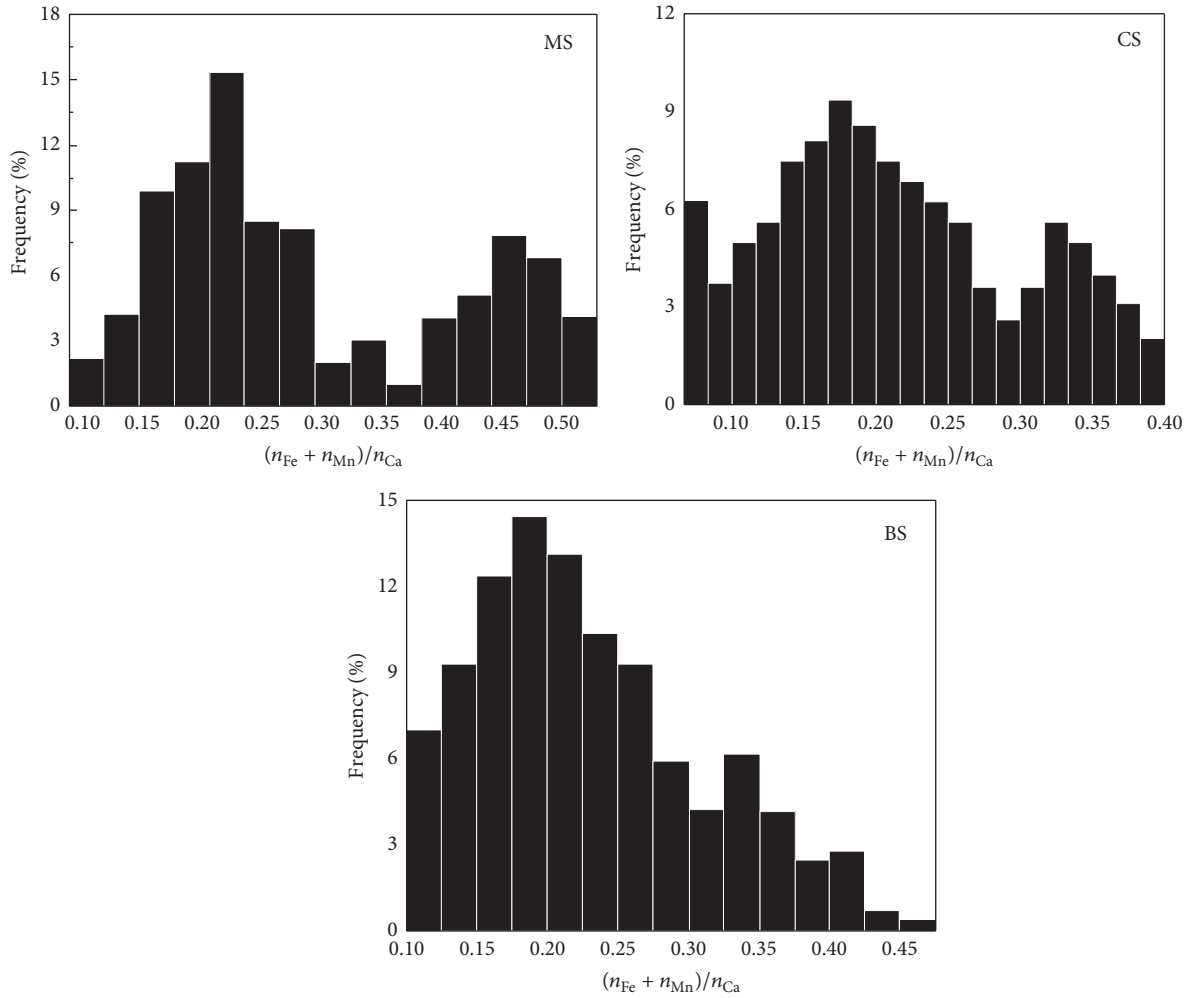 18
15
12
9
6
3
0
Frequency (%)
MS
0.10 0.15 0.20 0.25 0.30 0.35 0.40 0.45 0.50
(nFe + nMn)/nCa
12
9
6
3
0
Frequency (%)
CS
0.10 0.15 0.20 0.25 0.30 0.35 0.40
(nFe + nMn)/nCa
15
12
9
6
3
0
Frequency (%)
BS
0.10 0.15 0.20 0.25 0.30 0.35 0.40 0.45
(nFe + nMn)/nCa